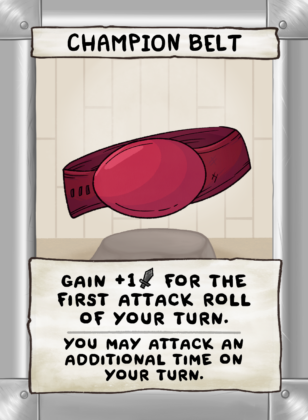 CHAMPION BELT
GAIN +1 FOR THE
FIRST ATTACK ROLL
OF YOUR TURN.
YOU MAY ATTACK AN
ADDITIONAL TIME ON
YOUR TURN.